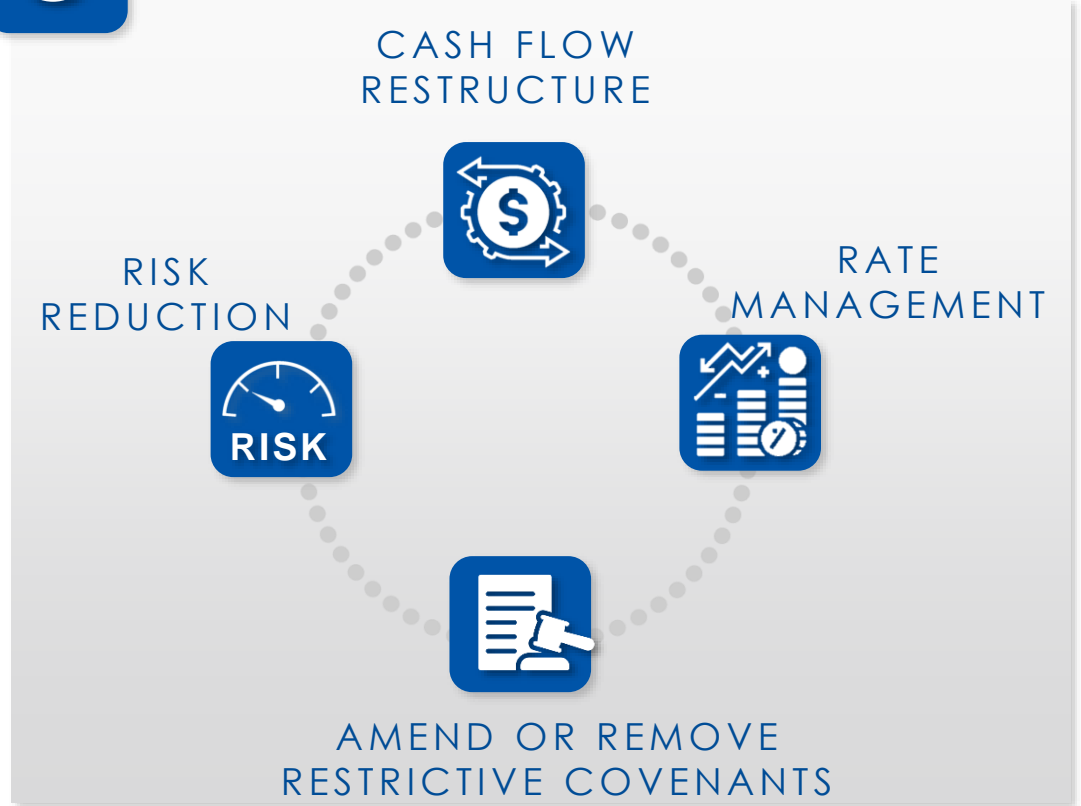 CASH FLOW
RESTRUCTURE
$
RISK
REDUCTION
RATE
MANAGEMENT
RISK
+
-
%
AMEND OR REMOVE
RESTRICTIVE COVENANTS